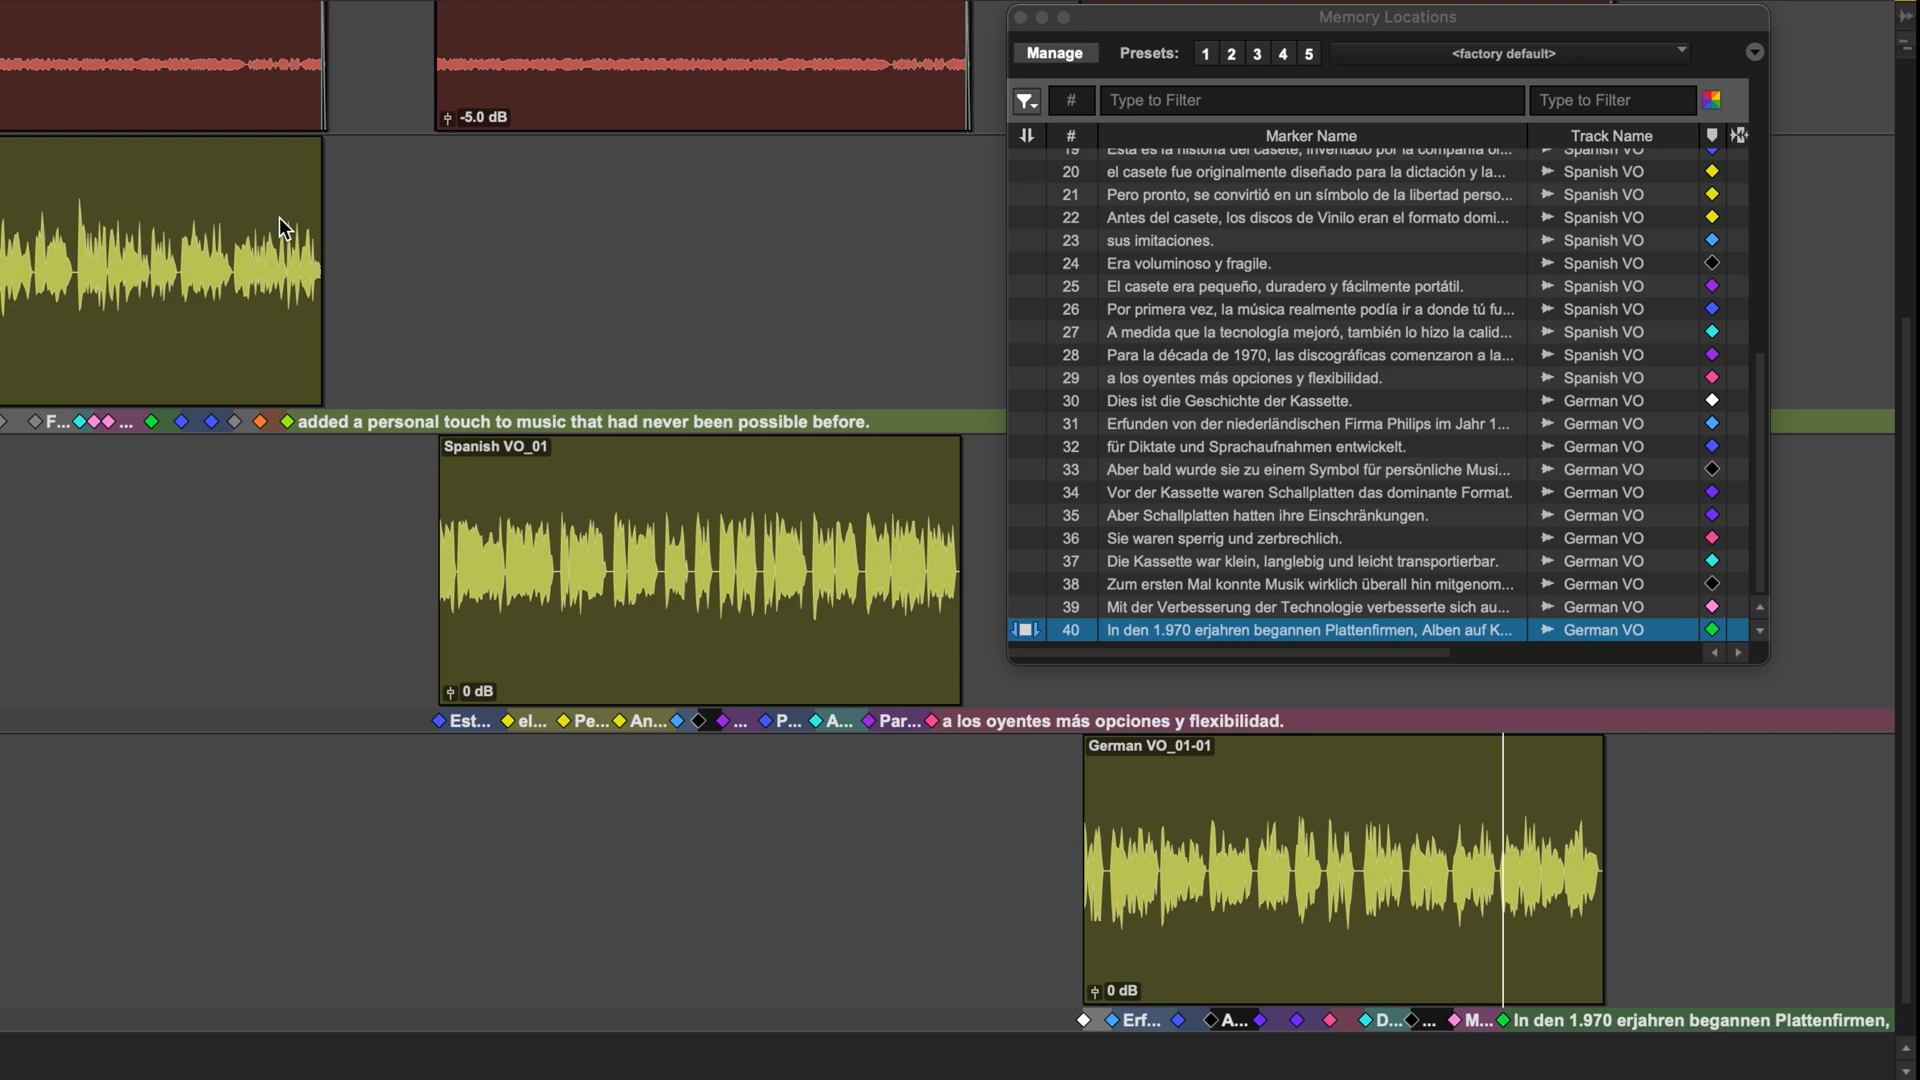 Memory Locations
Manage Presets: 1 2 3 4 5 <factory default>
# Type to Filter Type to Filter
# Marker Name Track Name
19 Esta es la historia del casete, inventado por la compañía or... Spanish VO
20 el casete fue originalmente diseñado para la dictación y la... Spanish VO
21 Pero pronto, se convirtió en un símbolo de la libertad perso... Spanish VO
22 Antes del casete, los discos de Vinilo eran el formato domi... Spanish VO
23 sus imitaciones. Spanish VO
24 Era voluminoso y fragile. Spanish VO
25 El casete era pequeño, duradero y fácilmente portátil. Spanish VO
26 Por primera vez, la música realmente podía ir a donde tú fu... Spanish VO
27 A medida que la tecnología mejoró, también lo hizo la calid... Spanish VO
28 Para la década de 1970, las discográficas comenzaron a la... Spanish VO
29 a los oyentes más opciones y flexibilidad. Spanish VO
30 Dies ist die Geschichte der Kassette. German VO
31 Erfunden von der niederländischen Firma Philips im Jahr 1... German VO
32 für Diktate und Sprachaufnahmen entwickelt. German VO
33 Aber bald wurde sie zu einem Symbol für persönliche Musi... German VO
34 Vor der Kassette waren Schallplatten das dominante Format. German VO
35 Aber Schallplatten hatten ihre Einschränkungen. German VO
36 Sie waren sperrig und zerbrechlich. German VO
37 Die Kassette war klein, langlebig und leicht transportierbar. German VO
38 Zum ersten Mal konnte Musik wirklich überall hin mitgenom... German VO
39 Mit der Verbesserung der Technologie verbesserte sich au... German VO
40 In den 1.970 erjahren begannen Plattenfirmen, Alben auf K... German VO
-5.0 dB
F... ... added a personal touch to music that had never been possible before.
Spanish VO_01
0 dB
Est... el... Pe... An... ... P... A... Par... a los oyentes más opciones y flexibilidad.
German VO_01-01
0 dB
Erf... A... D... ... M... In den 1.970 erjahren begannen Plattenfirmen,